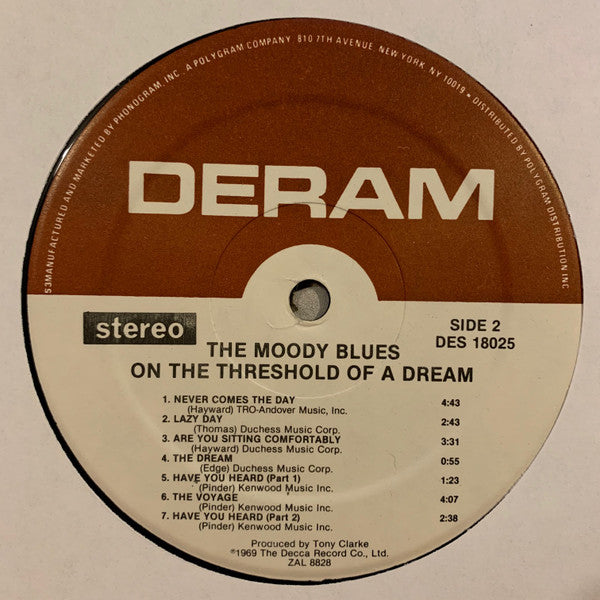 S3MANUFACTURED AND MARKETED BY PHONOGRAM, INC., A POLYGRAM COMPANY 810 7TH AVENUE, NEW YORK, NY 10019 • DISTRIBUTED BY POLYGRAM DISTRIBUTION INC
DERAM
stereo
SIDE 2
DES 18025
THE MOODY BLUES
ON THE THRESHOLD OF A DREAM
1. NEVER COMES THE DAY 4:43
(Hayward) TRO-Andover Music, Inc.
2. LAZY DAY 2:43
(Thomas) Duchess Music Corp.
3. ARE YOU SITTING COMFORTABLY 3:31
(Hayward) Duchess Music Corp.
4. THE DREAM 0:55
(Edge) Duchess Music Corp.
5. HAVE YOU HEARD (Part 1) 1:23
(Pinder) Kenwood Music Inc.
6. THE VOYAGE 4:07
(Pinder) Kenwood Music Inc.
7. HAVE YOU HEARD (Part 2) 2:38
(Pinder) Kenwood Music Inc.
Produced by Tony Clarke
℗1969 The Decca Record Co., Ltd.
ZAL 8828